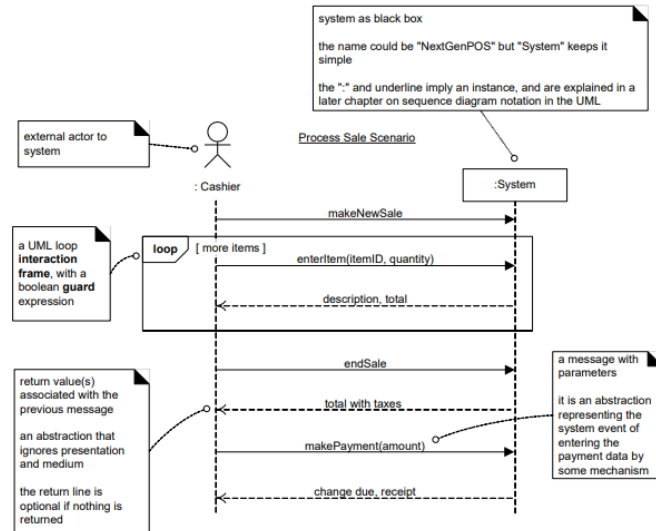 system as black box
the name could be "NextGenPOS" but "System" keeps it
simple
the ":" and underline imply an instance, and are explained in a
later chapter on sequence diagram notation in the UML
external actor to
system
Process Sale Scenario
: Cashier
:System
makeNewSale
a UML loop
interaction
frame, with a
boolean guard
expression
loop
[ more items ]
enterItem(itemID, quantity)
description, total
endSale
return value(s)
associated with the
previous message
an abstraction that
ignores presentation
and medium
the return line is
optional if nothing is
returned
total with taxes
makePayment(amount)
change due, receipt
a message with
parameters
it is an abstraction
representing the
system event of
entering the
payment data by
some mechanism